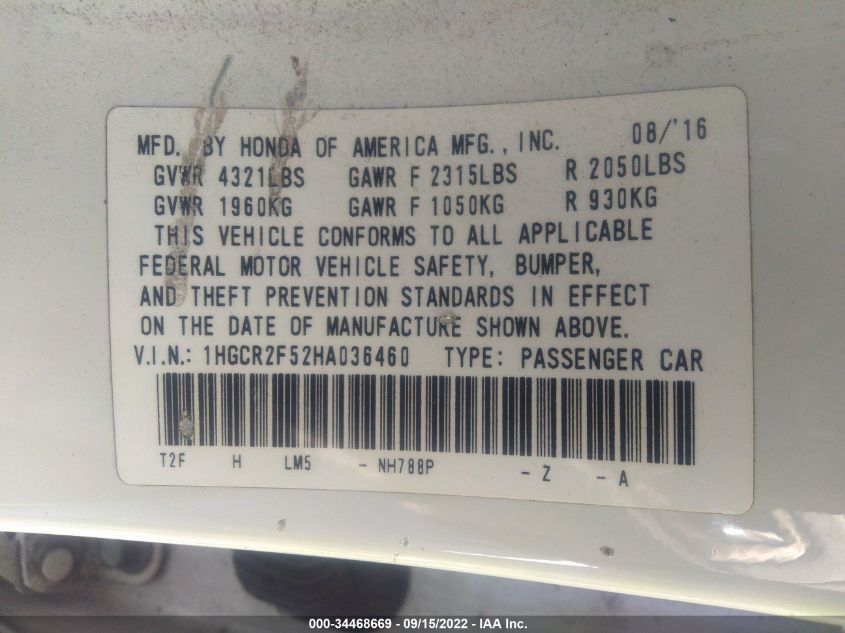 MFD. BY HONDA OF AMERICA MFG., INC. 08/'16
GVWR 4321LBS GAWR F 2315LBS R 2050LBS
GVWR 1960KG GAWR F 1050KG R 930KG
THIS VEHICLE CONFORMS TO ALL APPLICABLE
FEDERAL MOTOR VEHICLE SAFETY, BUMPER,
AND THEFT PREVENTION STANDARDS IN EFFECT
ON THE DATE OF MANUFACTURE SHOWN ABOVE.
V.I.N.: 1HGCR2F52HA036460 TYPE: PASSENGER CAR
T2F H LM5 - NH788P - Z - A
000-34468669 - 09/15/2022 - IAA Inc.